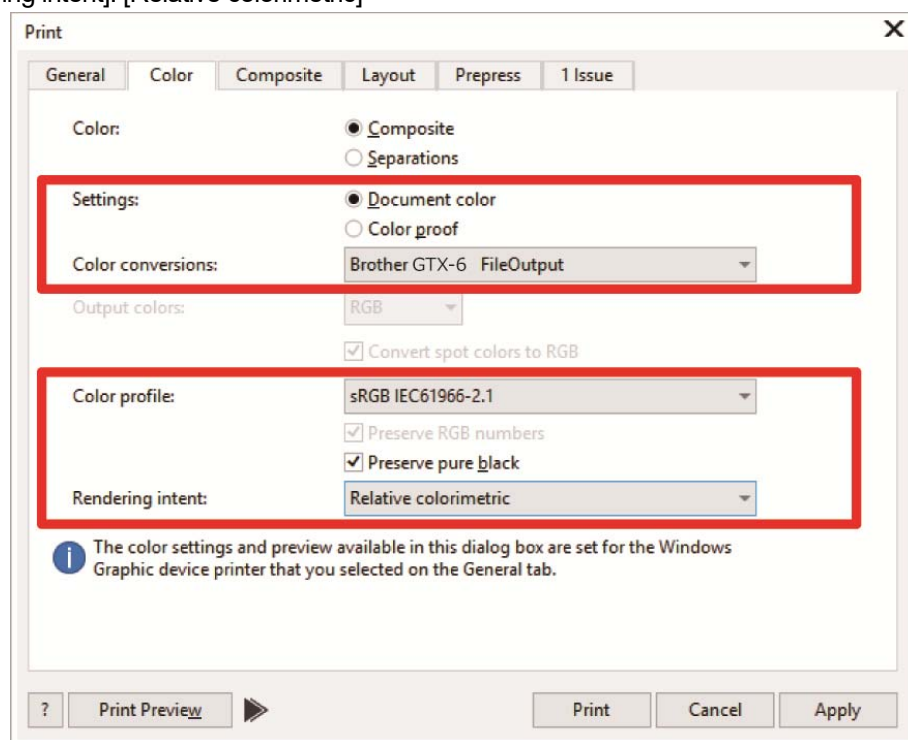 ing intent]: [Relative colorimetric]
Print
General Color Composite Layout Prepress 1 Issue
Color: Composite
Separations
Settings: Document color
Color proof
Color conversions: Brother GTX-6 FileOutput
Output colors: RGB
Convert spot colors to RGB
Color profile: sRGB IEC61966-2.1
Preserve RGB numbers
Preserve pure black
Rendering intent: Relative colorimetric
i The color settings and preview available in this dialog box are set for the Windows
Graphic device printer that you selected on the General tab.
? Print Preview Print Cancel Apply